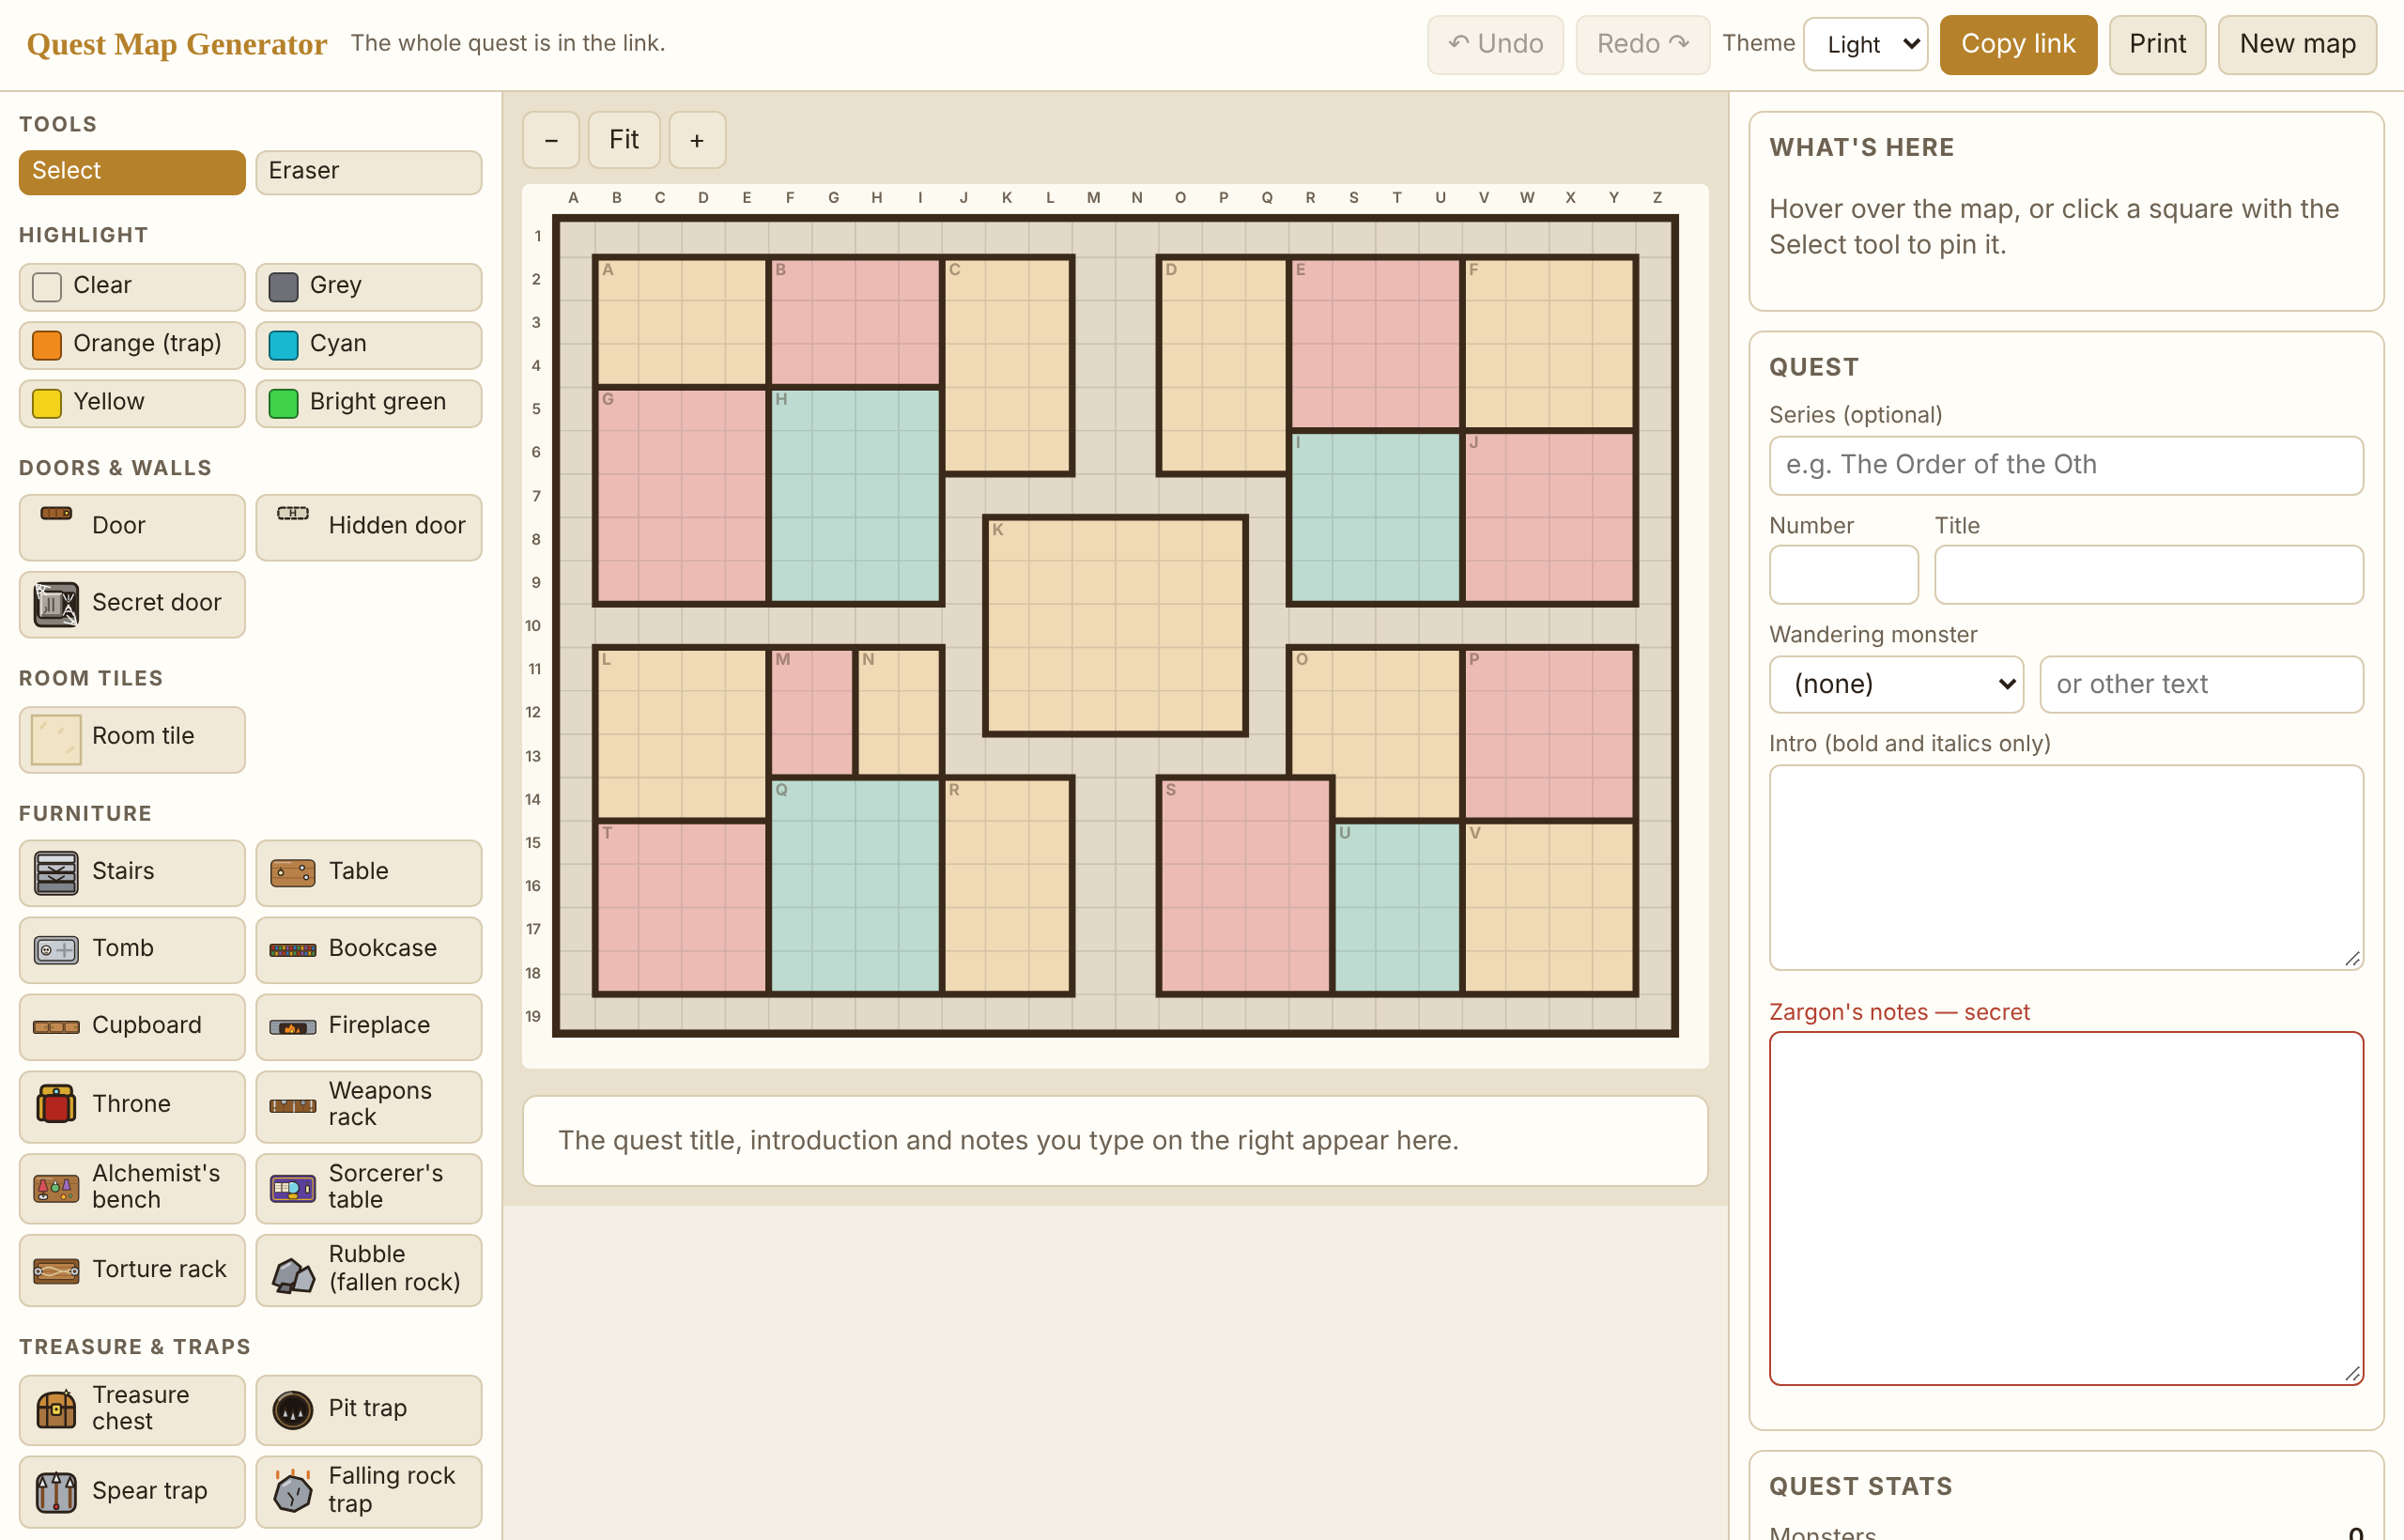 Quest Map Generator
The whole quest is in the link.
↶ Undo
Redo ↷
Theme
Light
Copy link
Print
New map
TOOLS
Select
Eraser
HIGHLIGHT
Clear
Grey
Orange (trap)
Cyan
Yellow
Bright green
DOORS & WALLS
Door
H
Hidden door
Secret door
ROOM TILES
Room tile
FURNITURE
Stairs
Table
Tomb
Bookcase
Cupboard
Fireplace
Throne
Weapons
rack
Alchemist's
bench
Sorcerer's
table
Torture rack
Rubble
(fallen rock)
TREASURE & TRAPS
Treasure
chest
Pit trap
Spear trap
Falling rock
trap
−
Fit
+
A B C D E F G H I J K L M N O P Q R S T U V W X Y Z
1
A B C D E F
2
3
4
G H
5
I J
6
7
K
8
9
10
L M N O P
11
12
13
Q R S
14
T U V
15
16
17
18
19
The quest title, introduction and notes you type on the right appear here.
WHAT'S HERE
Hover over the map, or click a square with the
Select tool to pin it.
QUEST
Series (optional)
e.g. The Order of the Oth
Number
Title
Wandering monster
(none)
or other text
Intro (bold and italics only)
Zargon's notes — secret
QUEST STATS
Monsters
0